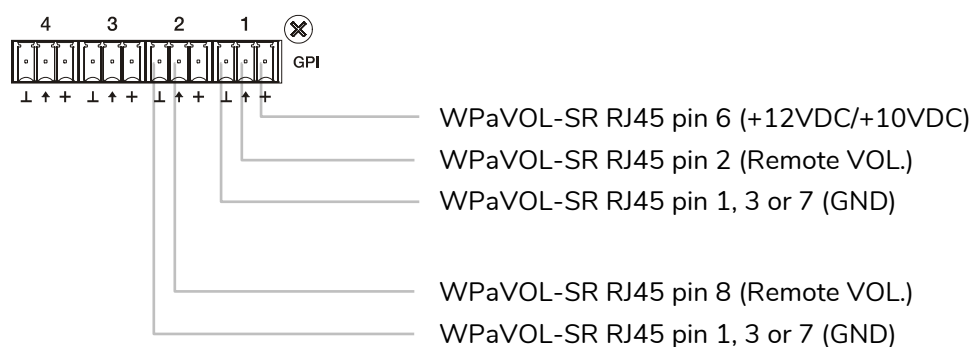 4 3 2 1
GPI
⊥ ↑ + ⊥ ↑ + ⊥ ↑ + ⊥ ↑ +
WPaVOL-SR RJ45 pin 6 (+12VDC/+10VDC)
WPaVOL-SR RJ45 pin 2 (Remote VOL.)
WPaVOL-SR RJ45 pin 1, 3 or 7 (GND)
WPaVOL-SR RJ45 pin 8 (Remote VOL.)
WPaVOL-SR RJ45 pin 1, 3 or 7 (GND)